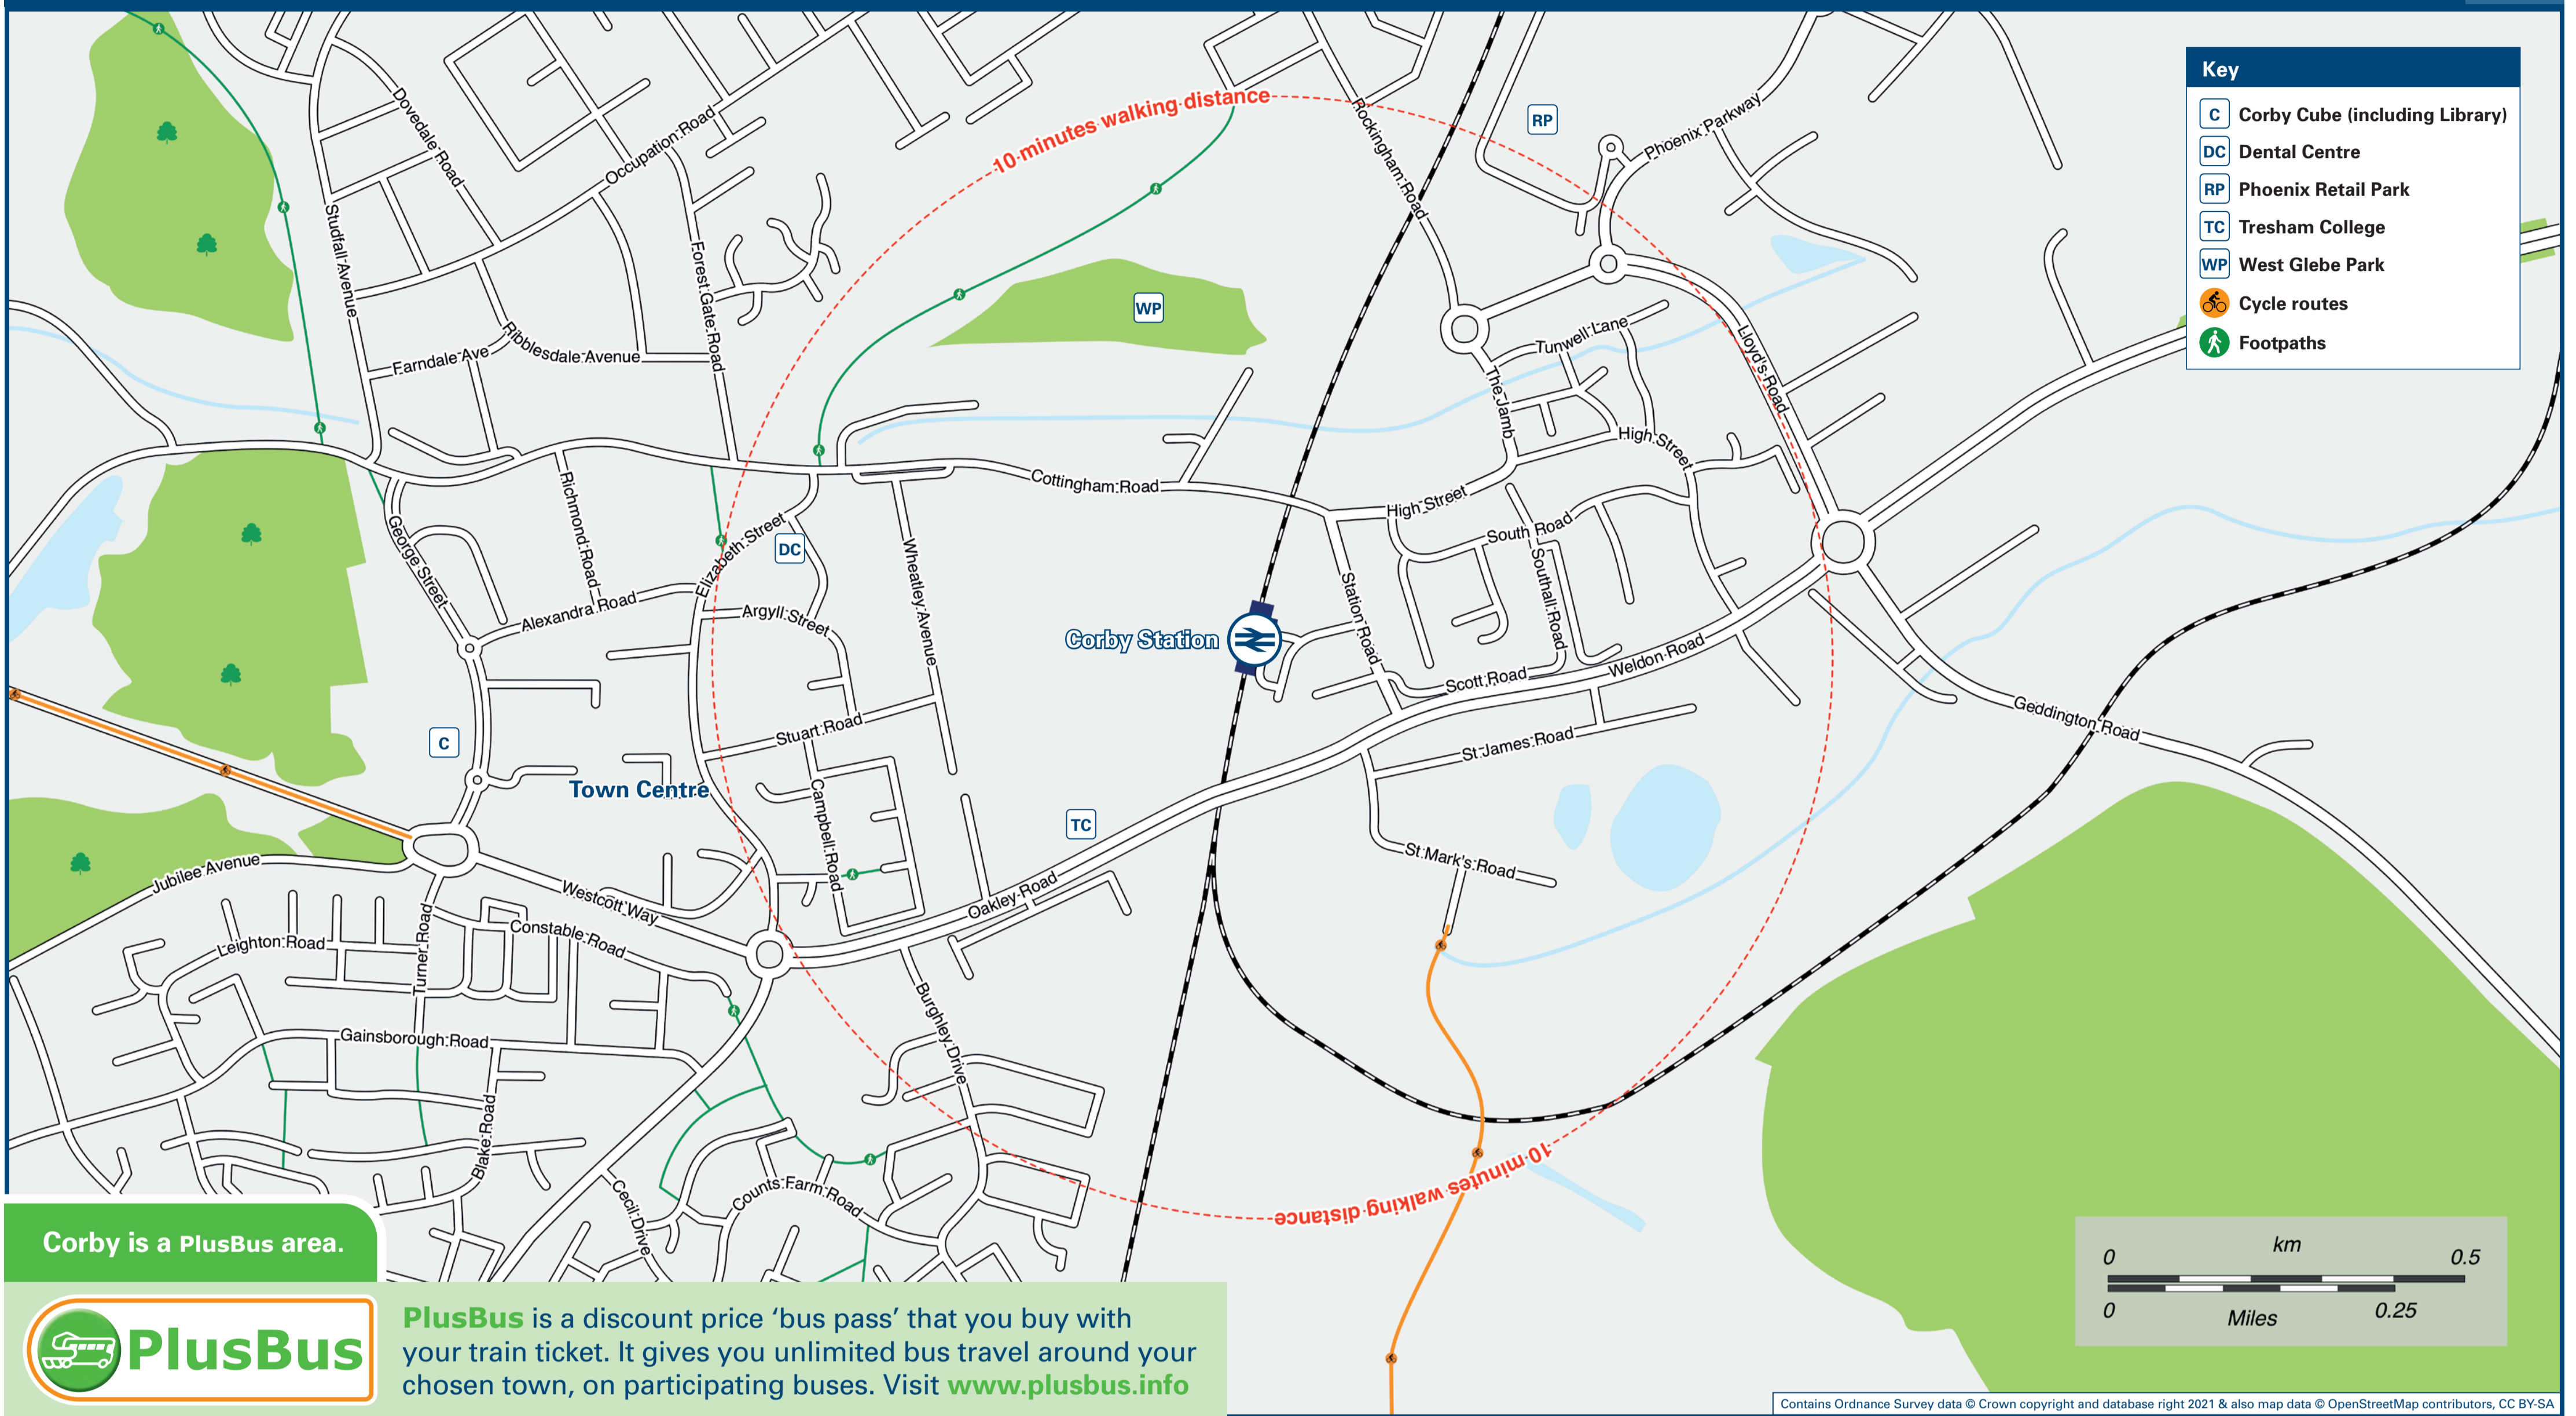 10 minutes walking distance
Rockingham Road
RP
Phoenix Parkway
Key
C Corby Cube (including Library)
DC Dental Centre
RP Phoenix Retail Park
TC Tresham College
WP West Glebe Park
Cycle routes
Footpaths
Dovedale Road
Occupation Road
Studfall Avenue
Forest Gate Road
WP
Farndale Ave
Ribblesdale Avenue
Tunwell Lane
The Jamb
Lloyd's Road
High Street
Cottingham Road
High Street
South Road
Southall Road
George Street
Richmond Road
Alexandra Road
Elizabeth Street
DC
Argyll Street
Wheatley Avenue
Corby Station
Station Road
Scott Road
Weldon Road
Geddington Road
St James Road
C
Town Centre
Stuart Road
Campbell Road
TC
St Mark's Road
Jubilee Avenue
Westcott Way
Oakley Road
Constable Road
Leighton Road
Turner Road
Gainsborough Road
Burghley Drive
Blake Road
Cecil Drive
Counts Farm Road
10 minutes walking distance
Corby is a PlusBus area.
PlusBus
PlusBus is a discount price ‘bus pass’ that you buy with
your train ticket. It gives you unlimited bus travel around your
chosen town, on participating buses. Visit www.plusbus.info
km
0 0.5
0 0.25
Miles
Contains Ordnance Survey data © Crown copyright and database right 2021 & also map data © OpenStreetMap contributors, CC BY-SA